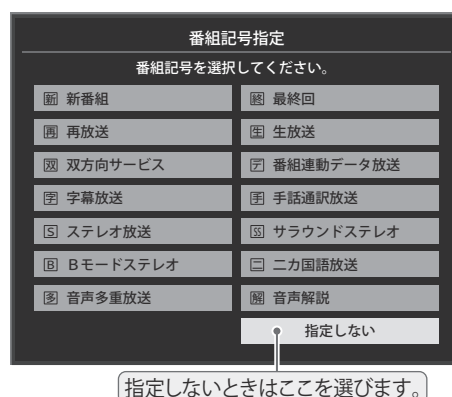 番組記号指定
番組記号を選択してください。
新 新番組
終 最終回
再 再放送
生 生放送
双 双方向サービス
デ 番組連動データ放送
字 字幕放送
手 手話通訳放送
S ステレオ放送
SS サラウンドステレオ
B Bモードステレオ
二 二カ国語放送
多 音声多重放送
解 音声解説
指定しない
指定しないときはここを選びます。